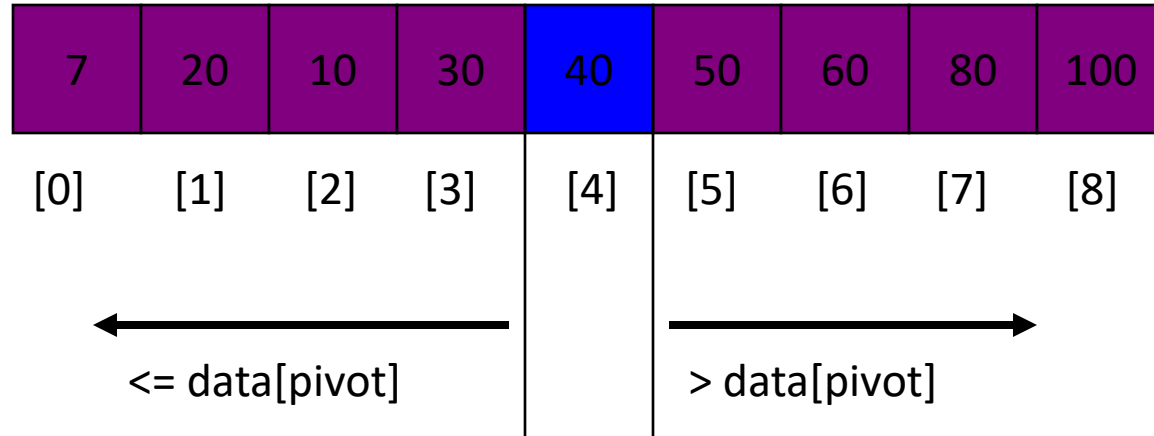 7 20 10 30 40 50 60 80 100
[0] [1] [2] [3] [4] [5] [6] [7] [8]
<= data[pivot] > data[pivot]